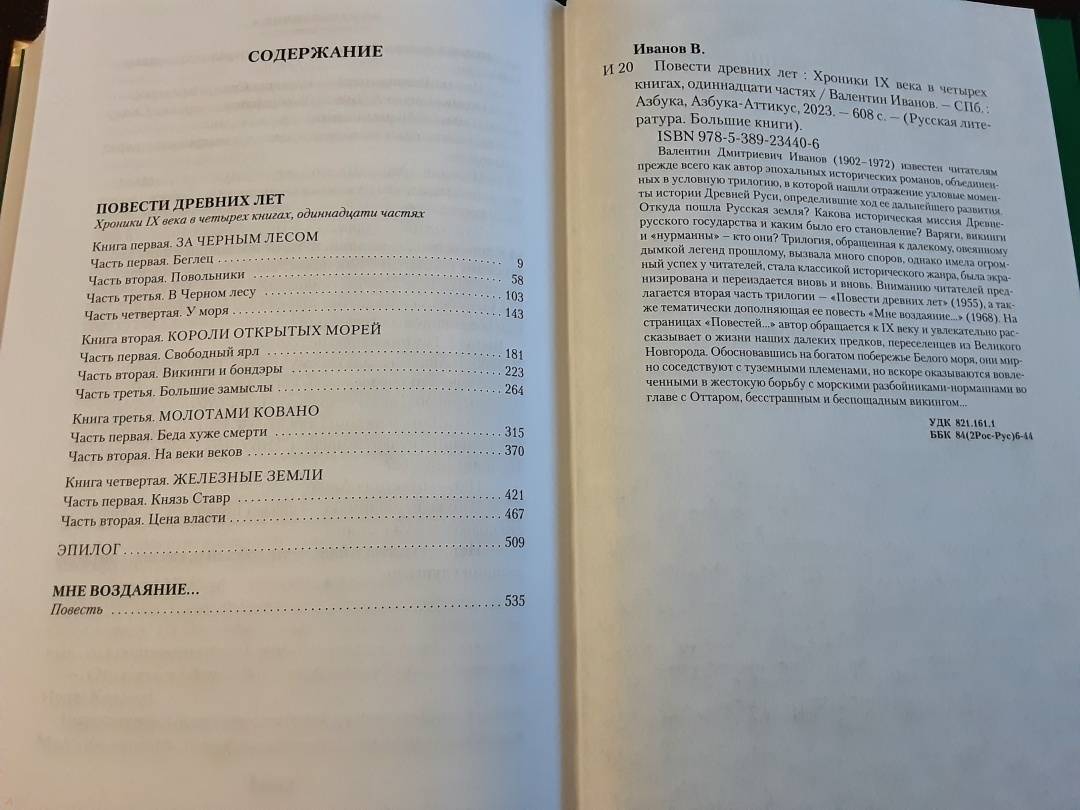 СОДЕРЖАНИЕ
ПОВЕСТИ ДРЕВНИХ ЛЕТ
Хроники IX века в четырех книгах, одиннадцати частях
Книга первая. ЗА ЧЕРНЫМ ЛЕСОМ
Часть первая. Беглец 9
Часть вторая. Повольники 58
Часть третья. В Черном лесу 103
Часть четвертая. У моря 143
Книга вторая. КОРОЛИ ОТКРЫТЫХ МОРЕЙ
Часть первая. Свободный ярл 181
Часть вторая. Викинги и бондэры 223
Часть третья. Большие замыслы 264
Книга третья. МОЛОТАМИ КОВАНО
Часть первая. Беда хуже смерти 315
Часть вторая. На веки веков 370
Книга четвертая. ЖЕЛЕЗНЫЕ ЗЕМЛИ
Часть первая. Князь Ставр 421
Часть вторая. Цена власти 467
ЭПИЛОГ 509
МНЕ ВОЗДАЯНИЕ...
Повесть 535
Иванов В.
И 20 Повести древних лет : Хроники IX века в четырех
книгах, одиннадцати частях / Валентин Иванов. — СПб. :
Азбука, Азбука-Аттикус, 2023. — 608 с. — (Русская лите-
ратура. Большие книги).
ISBN 978-5-389-23440-6
Валентин Дмитриевич Иванов (1902–1972) известен читателям
прежде всего как автор эпохальных исторических романов, объединен-
ных в условную трилогию, в которой нашли отражение узловые момен-
ты истории Древней Руси, определившие ход ее дальнейшего развития.
Откуда пошла Русская земля? Какова историческая миссия Древне-
русского государства и каким было его становление? Варяги, викинги
и «нурманны» – кто они? Трилогия, обращенная к далекому, овеянному
дымкой легенд прошлому, вызвала много споров, однако имела огром-
ный успех у читателей, стала классикой исторического жанра, была экра-
низирована и переиздается вновь и вновь. Вниманию читателей пред-
лагается вторая часть трилогии – «Повести древних лет» (1955), а так-
же тематически дополняющая ее повесть «Мне воздаяние...» (1968). На
страницах «Повестей...» автор обращается к IX веку и увлекательно рас-
сказывает о жизни наших далеких предков, переселенцев из Великого
Новгорода. Обосновавшись на богатом побережье Белого моря, они мир-
но соседствуют с туземными племенами, но вскоре оказываются вовле-
ченными в жестокую борьбу с морскими разбойниками-норманнами во
главе с Оттаром, бесстрашным и беспощадным викингом...
УДК 821.161.1
ББК 84(2Рос-Рус)6-44